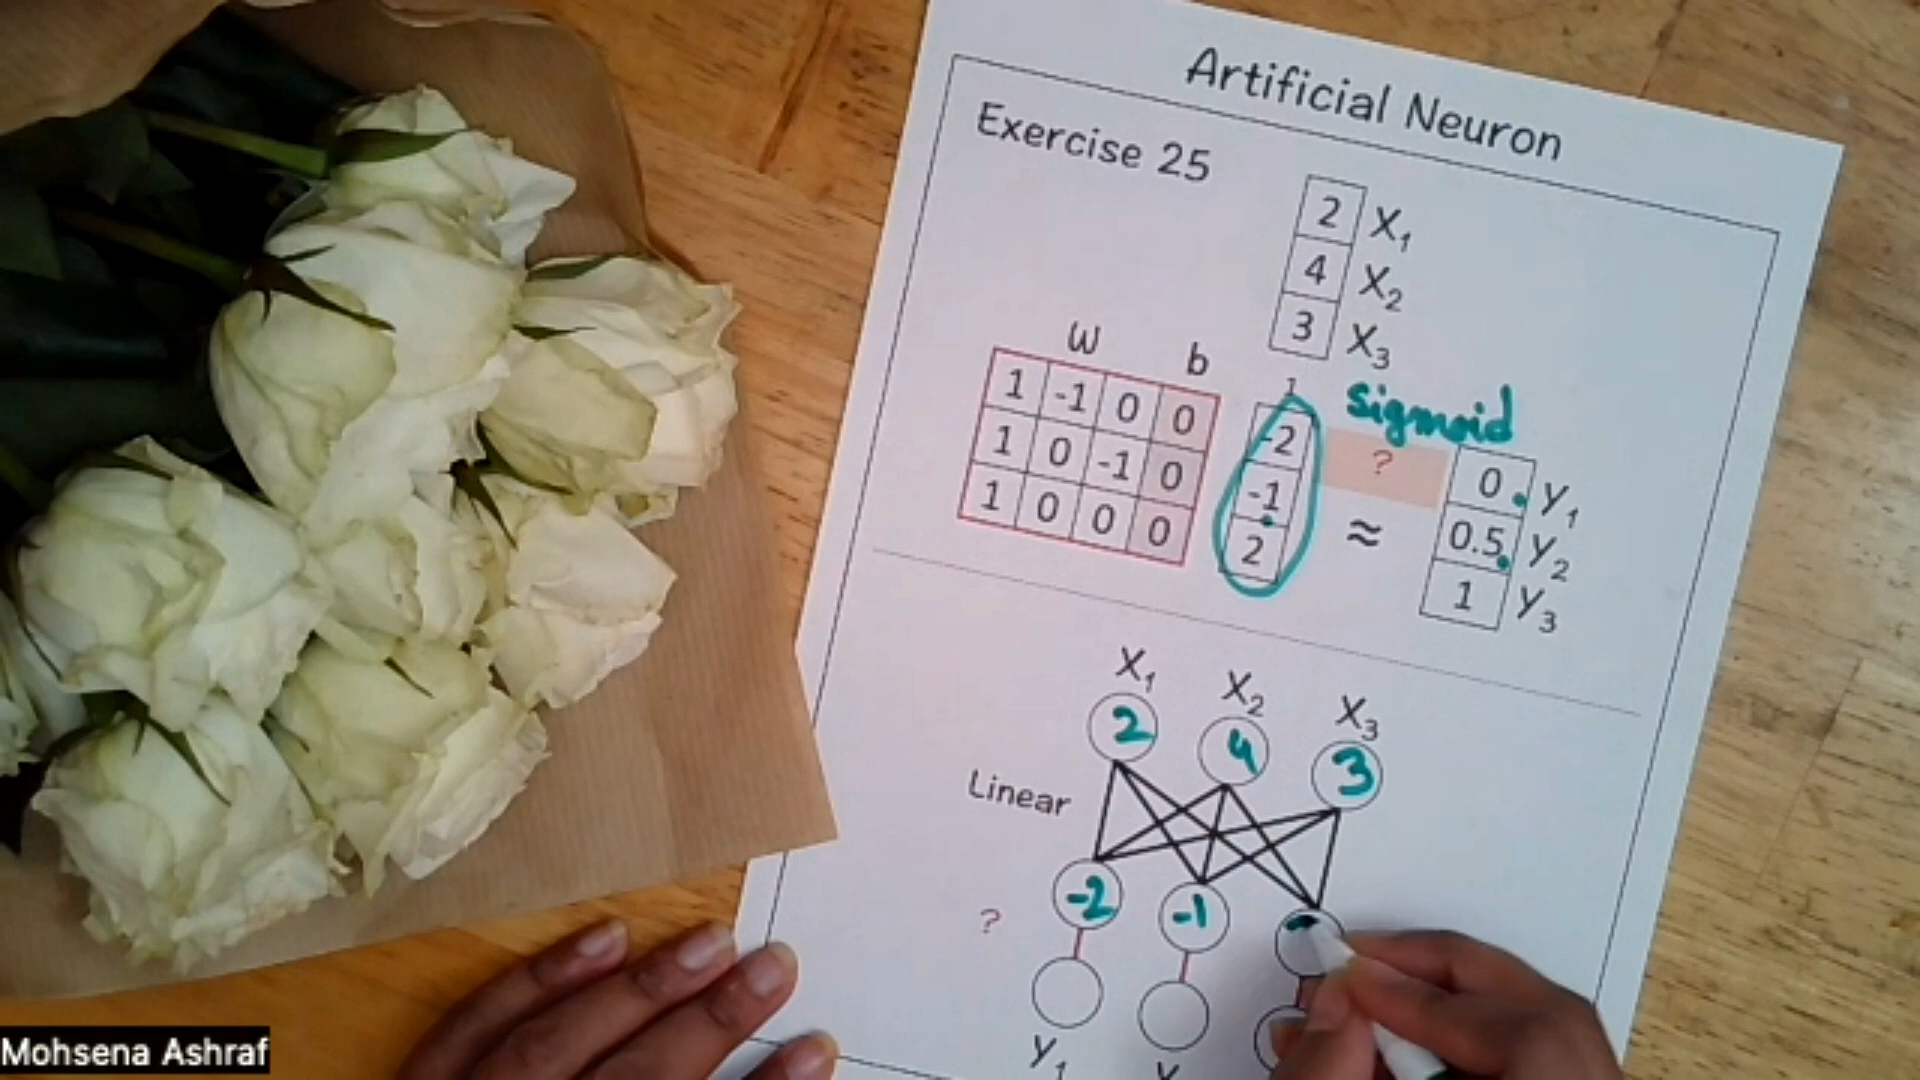 Artificial Neuron
Exercise 25
2 X1
4 X2
3 X3
W b
1
sigmoid
1 -1 0 0
1 0 -1 0
1 0 0 0
-2
-1
2
?
≈
0 y1
0.5 y2
1 y3
X1 X2 X3
2 4 3
Linear
-2 -1
?
y1
Mohsena Ashraf